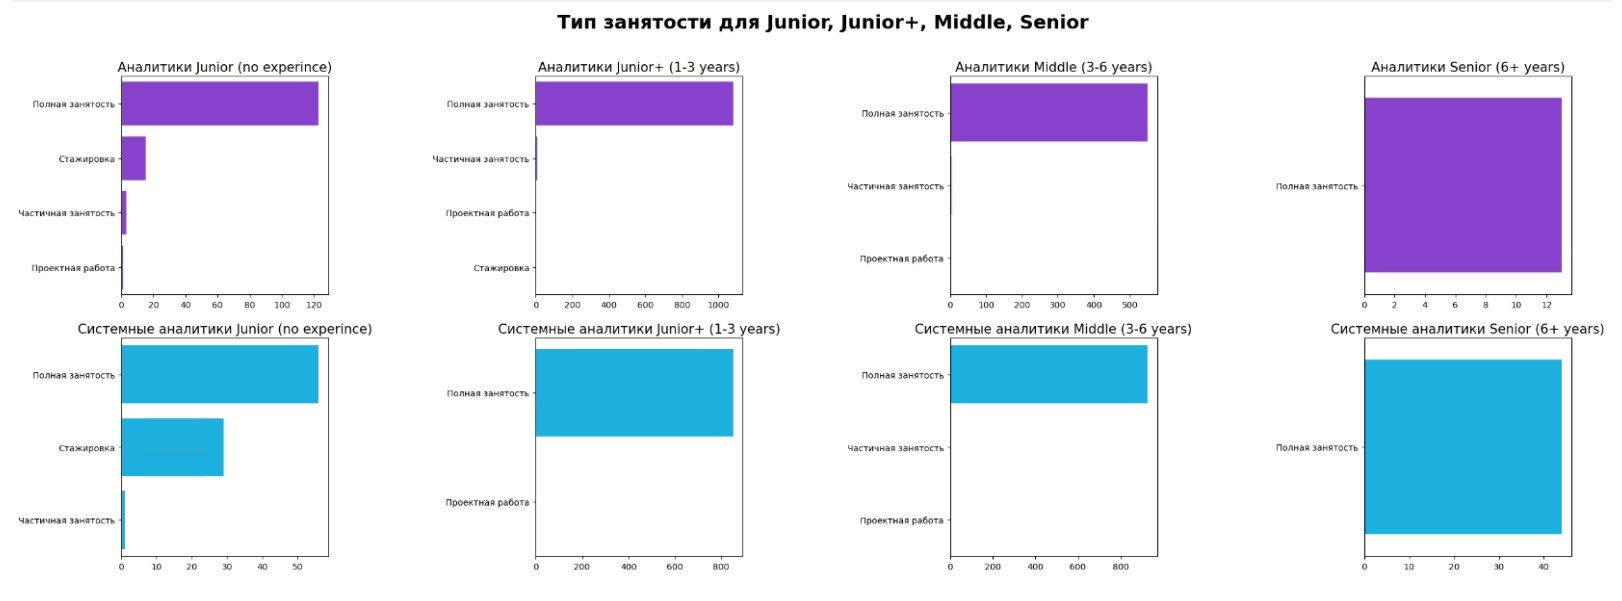 Тип занятости для Junior, Junior+, Middle, Senior
Аналитики Junior (no experince)
Полная занятость
Стажировка
Частичная занятость
Проектная работа
0 20 40 60 80 100 120
Аналитики Junior+ (1-3 years)
Полная занятость
Частичная занятость
Проектная работа
Стажировка
0 200 400 600 800 1000
Аналитики Middle (3-6 years)
Полная занятость
Частичная занятость
Проектная работа
0 100 200 300 400 500
Аналитики Senior (6+ years)
Полная занятость
0 2 4 6 8 10 12
Системные аналитики Junior (no experince)
Полная занятость
Стажировка
Частичная занятость
0 10 20 30 40 50
Системные аналитики Junior+ (1-3 years)
Полная занятость
Проектная работа
0 200 400 600 800
Системные аналитики Middle (3-6 years)
Полная занятость
Частичная занятость
Проектная работа
0 200 400 600 800
Системные аналитики Senior (6+ years)
Полная занятость
0 10 20 30 40